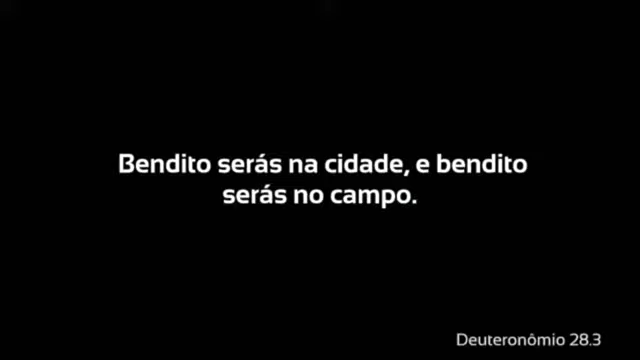 Bendito serás na cidade, e bendito
serás no campo.
Deuteronômio 28.3